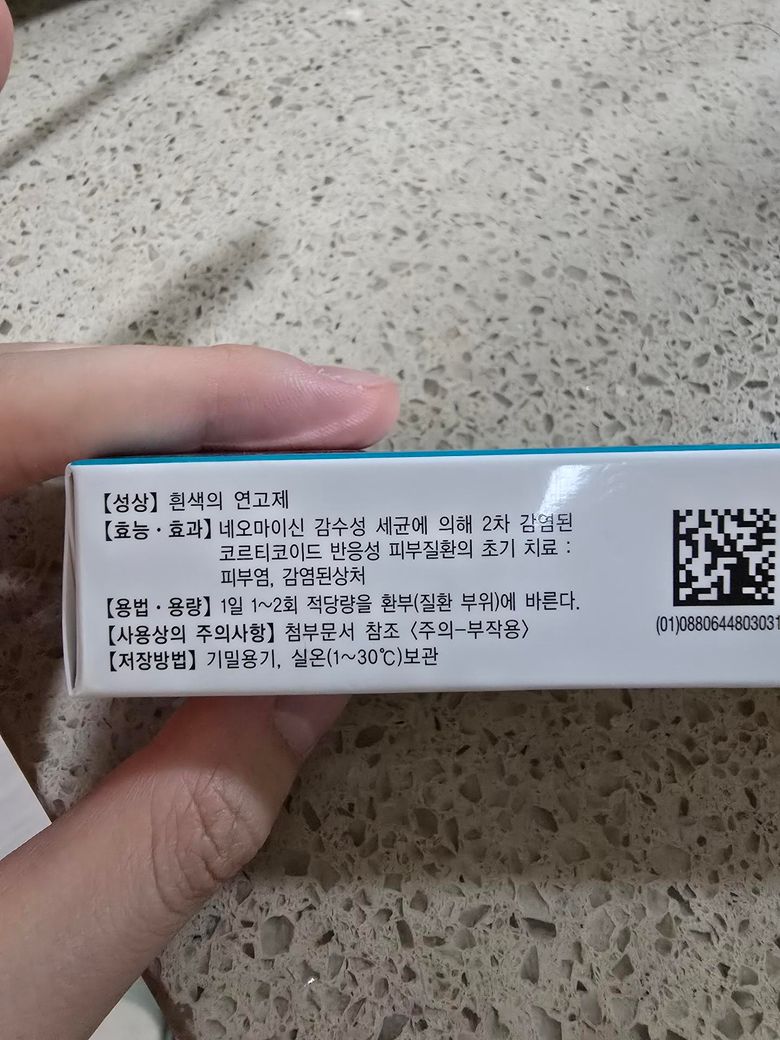 【성상】 흰색의 연고제
【효능·효과】 네오마이신 감수성 세균에 의해 2차 감염된
코르티코이드 반응성 피부질환의 초기 치료 :
피부염, 감염된상처
【용법·용량】 1일 1~2회 적당량을 환부(질환 부위)에 바른다.
【사용상의 주의사항】 첨부문서 참조 <주의-부작용>
【저장방법】 기밀용기, 실온(1~30℃)보관
(01)0880644803031